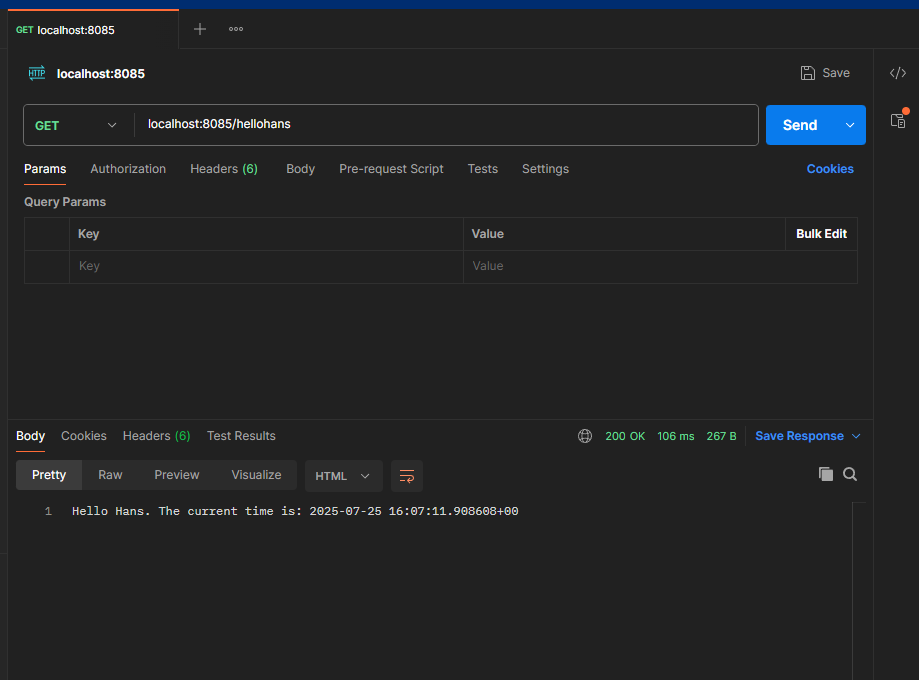 GET localhost:8085
HTTP localhost:8085 Save
GET localhost:8085/hellohans Send
Params Authorization Headers (6) Body Pre-request Script Tests Settings Cookies
Query Params
Key Value Bulk Edit
Key Value
Body Cookies Headers (6) Test Results 200 OK 106 ms 267 B Save Response
Pretty Raw Preview Visualize HTML
1 Hello Hans. The current time is: 2025-07-25 16:07:11.908608+00